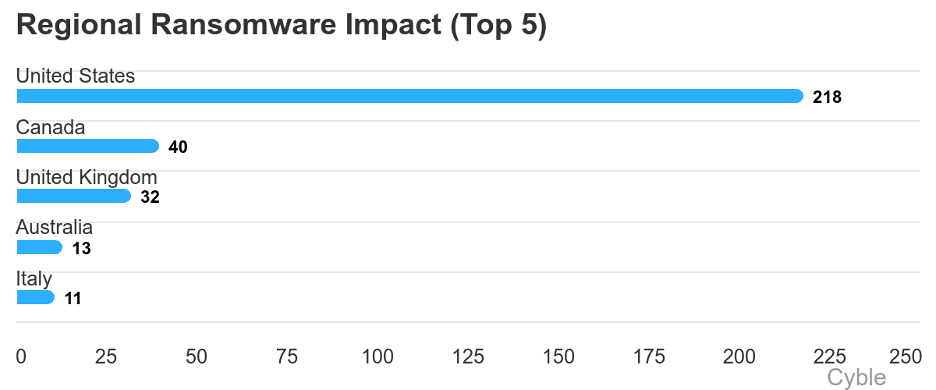 Regional Ransomware Impact (Top 5)
United States
218
Canada
40
United Kingdom
32
Australia
13
Italy
11
0 25 50 75 100 125 150 175 200 225 250
Cyble